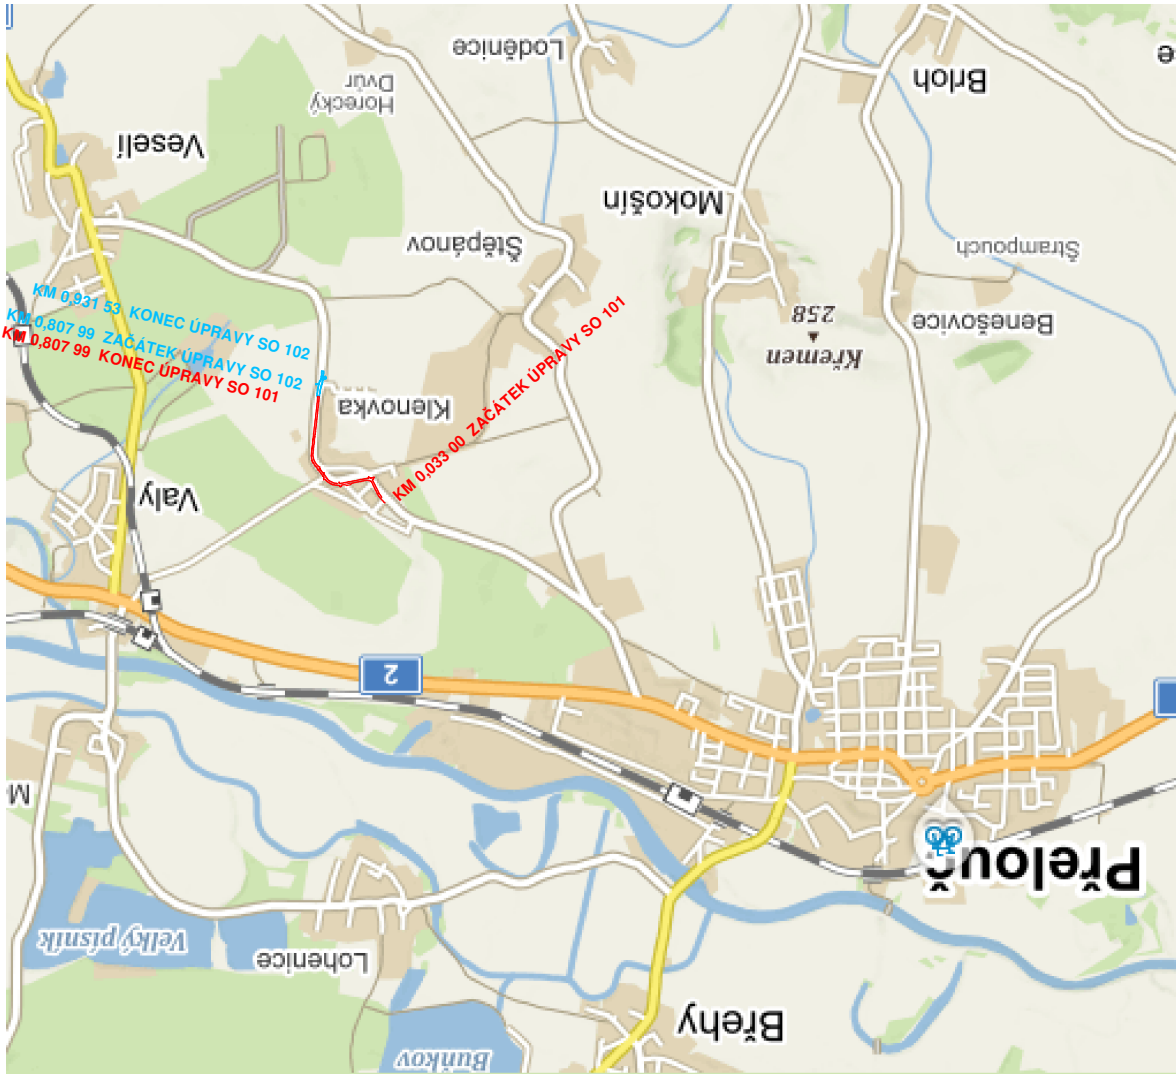 Loděnice
Horecký
Dvůr
Brloh
e
Veselí
Mokošín
Štěpánov
Štrampouch
KM 0,931 53 KONEC ÚPRAVY SO 102
KM 0,807 99 ZAČÁTEK ÚPRAVY SO 102
KM 0,807 99 KONEC ÚPRAVY SO 101
KM 0,033 00 ZAČÁTEK ÚPRAVY SO 101
258
Křemen
Benešovice
Klenovka
Valy
2
Přelouč
Velký písník
Lohenice
Břehy
Buňkov